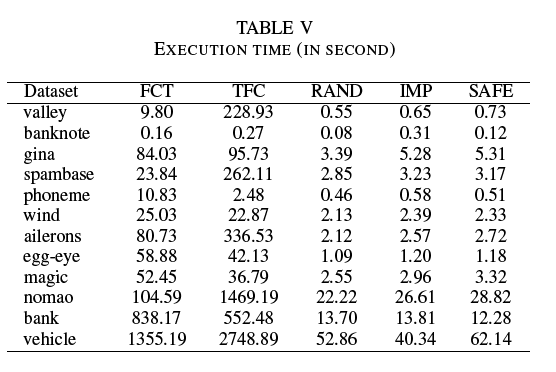 TABLE V
EXECUTION TIME (IN SECOND)
Dataset FCT TFC RAND IMP SAFE
valley 9.80 228.93 0.55 0.65 0.73
banknote 0.16 0.27 0.08 0.31 0.12
gina 84.03 95.73 3.39 5.28 5.31
spambase 23.84 262.11 2.85 3.23 3.17
phoneme 10.83 2.48 0.46 0.58 0.51
wind 25.03 22.87 2.13 2.39 2.33
ailerons 80.73 336.53 2.12 2.57 2.72
egg-eye 58.88 42.13 1.09 1.20 1.18
magic 52.45 36.79 2.55 2.96 3.32
nomao 104.59 1469.19 22.22 26.61 28.82
bank 838.17 552.48 13.70 13.81 12.28
vehicle 1355.19 2748.89 52.86 40.34 62.14